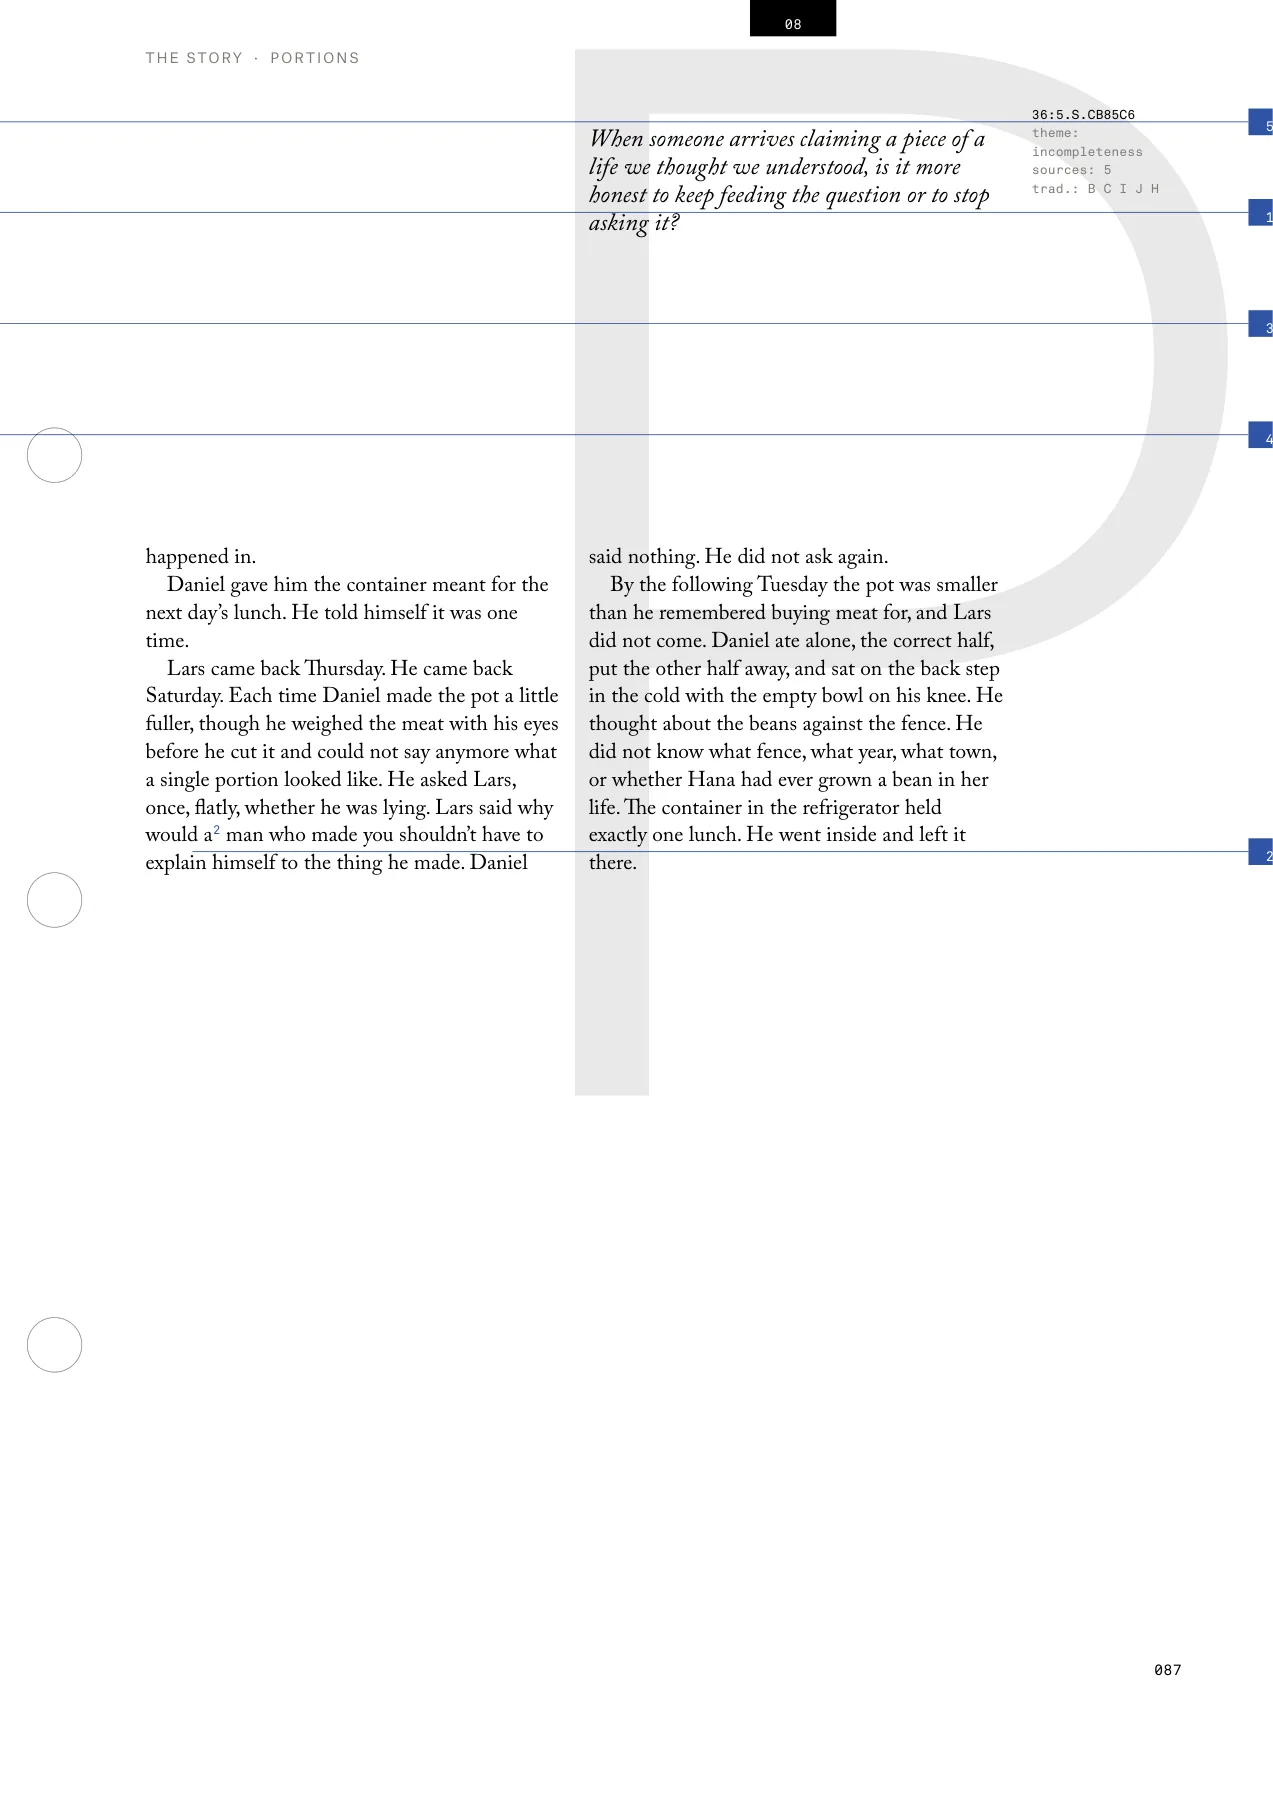 08
THE STORY · PORTIONS
When someone arrives claiming a piece of a
life we thought we understood, is it more
honest to keep feeding the question or to stop
asking it?
36:5.S.CB85C6
theme:
incompleteness
sources: 5
trad.: B C I J H
5
1
3
4
happened in.
Daniel gave him the container meant for the
next day’s lunch. He told himself it was one
time.
Lars came back Thursday. He came back
Saturday. Each time Daniel made the pot a little
fuller, though he weighed the meat with his eyes
before he cut it and could not say anymore what
a single portion looked like. He asked Lars,
once, flatly, whether he was lying. Lars said why
would a² man who made you shouldn’t have to
explain himself to the thing he made. Daniel
said nothing. He did not ask again.
By the following Tuesday the pot was smaller
than he remembered buying meat for, and Lars
did not come. Daniel ate alone, the correct half,
put the other half away, and sat on the back step
in the cold with the empty bowl on his knee. He
thought about the beans against the fence. He
did not know what fence, what year, what town,
or whether Hana had ever grown a bean in her
life. The container in the refrigerator held
exactly one lunch. He went inside and left it
there.
2
P
087